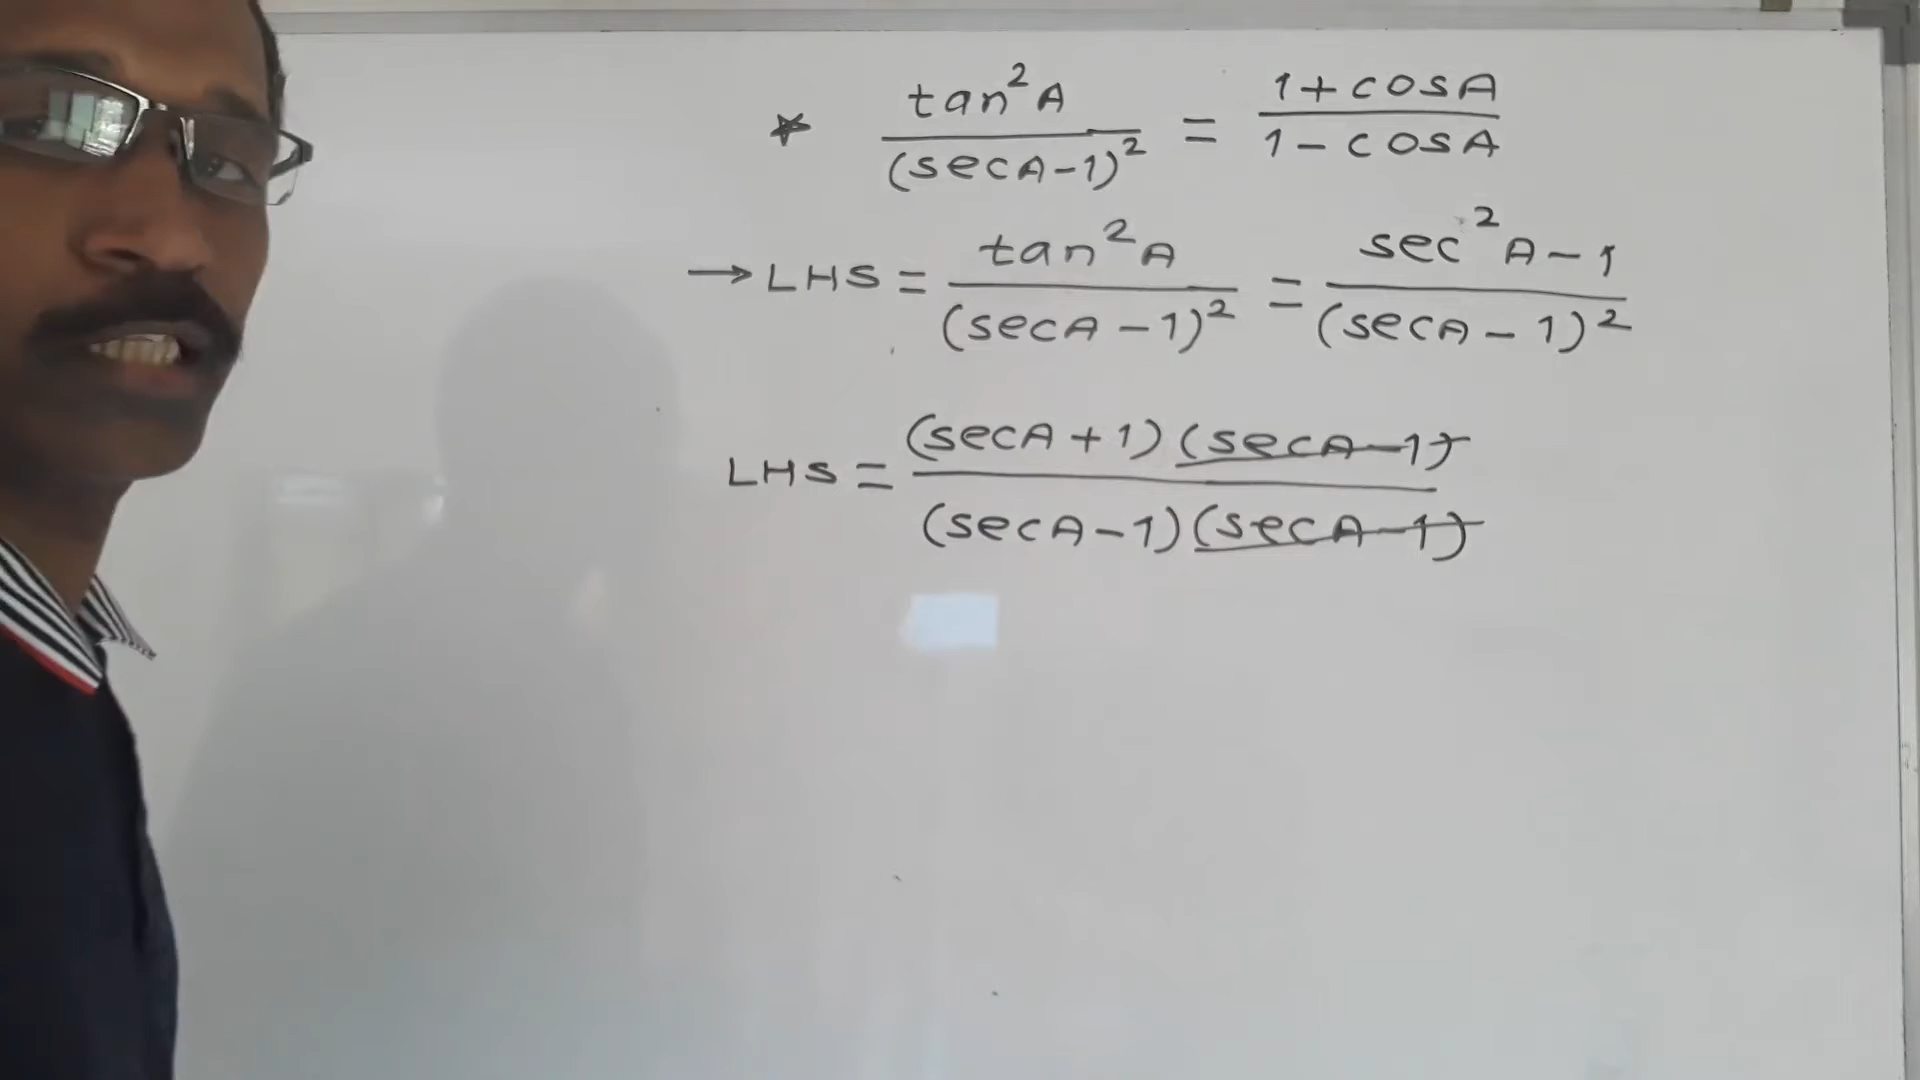 * tan²A / (secA-1)² = 1+cosA / 1-cosA
→ LHS = tan²A / (secA-1)² = sec²A-1 / (secA-1)²
LHS = (secA+1)(secA-1) / (secA-1)(secA-1)